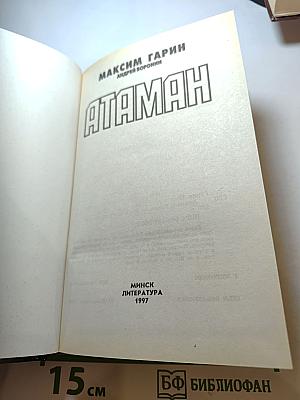 МАКСИМ ГАРИН
АНДРЕЙ ВОРОНИН
АТАМАН
МИНСК
ЛИТЕРАТУРА
1997
15 см
БФ БИБЛИОФАН